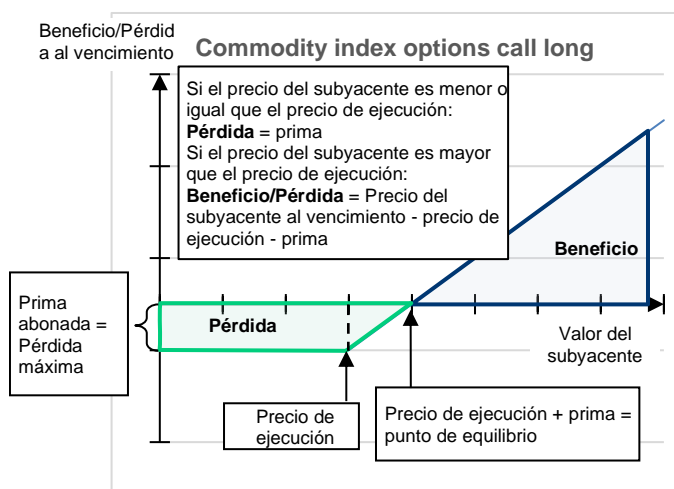 Beneficio/Pérdid
a al vencimiento
Commodity index options call long
Si el precio del subyacente es menor o
igual que el precio de ejecución:
Pérdida = prima
Si el precio del subyacente es mayor
que el precio de ejecución:
Beneficio/Pérdida = Precio del
subyacente al vencimiento - precio de
ejecución - prima
Beneficio
Prima
abonada =
Pérdida
máxima
Pérdida
Valor del
subyacente
Precio de
ejecución
Precio de ejecución + prima =
punto de equilibrio